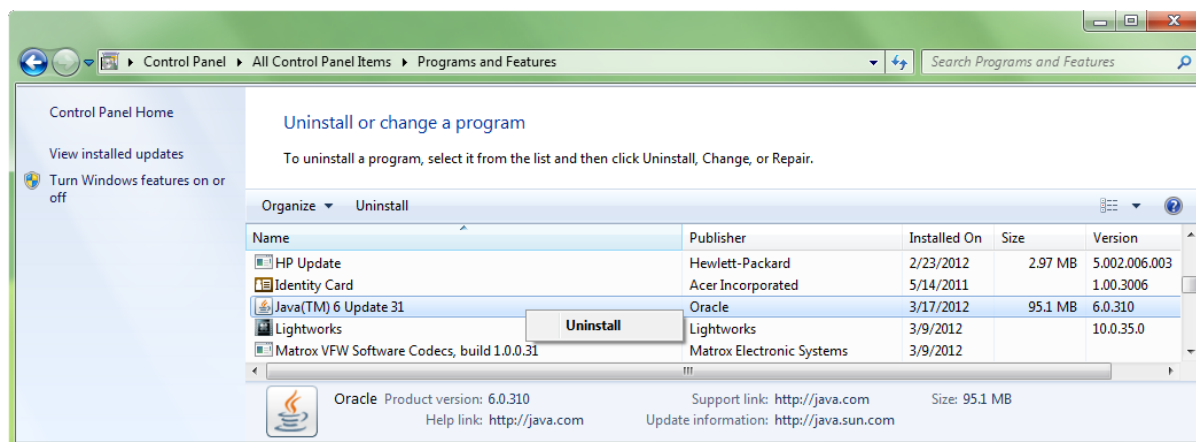 Control Panel All Control Panel Items Programs and Features Search Programs and Features
Control Panel Home
View installed updates
Turn Windows features on or
off
Uninstall or change a program
To uninstall a program, select it from the list and then click Uninstall, Change, or Repair.
Organize Uninstall
Name Publisher Installed On Size Version
HP Update Hewlett-Packard 2/23/2012 2.97 MB 5.002.006.003
Identity Card Acer Incorporated 5/14/2011 1.00.3006
Java(TM) 6 Update 31 Oracle 3/17/2012 95.1 MB 6.0.310
Uninstall
Lightworks Lightworks 3/9/2012 10.0.35.0
Matrox VFW Software Codecs, build 1.0.0.31 Matrox Electronic Systems 3/9/2012
Oracle Product version: 6.0.310 Support link: http://java.com Size: 95.1 MB
Help link: http://java.com Update information: http://java.sun.com